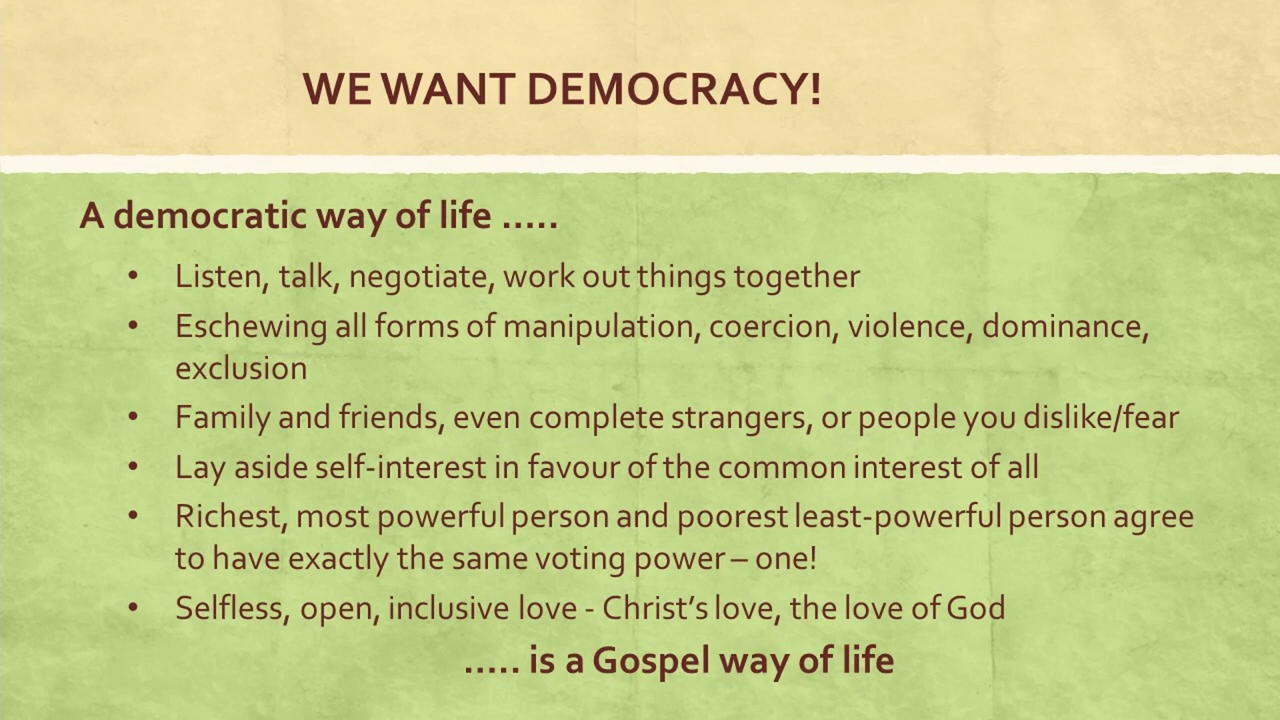 WE WANT DEMOCRACY!
A democratic way of life .....
• Listen, talk, negotiate, work out things together
• Eschewing all forms of manipulation, coercion, violence, dominance,
exclusion
• Family and friends, even complete strangers, or people you dislike/fear
• Lay aside self-interest in favour of the common interest of all
• Richest, most powerful person and poorest least-powerful person agree
to have exactly the same voting power – one!
• Selfless, open, inclusive love - Christ’s love, the love of God
..... is a Gospel way of life